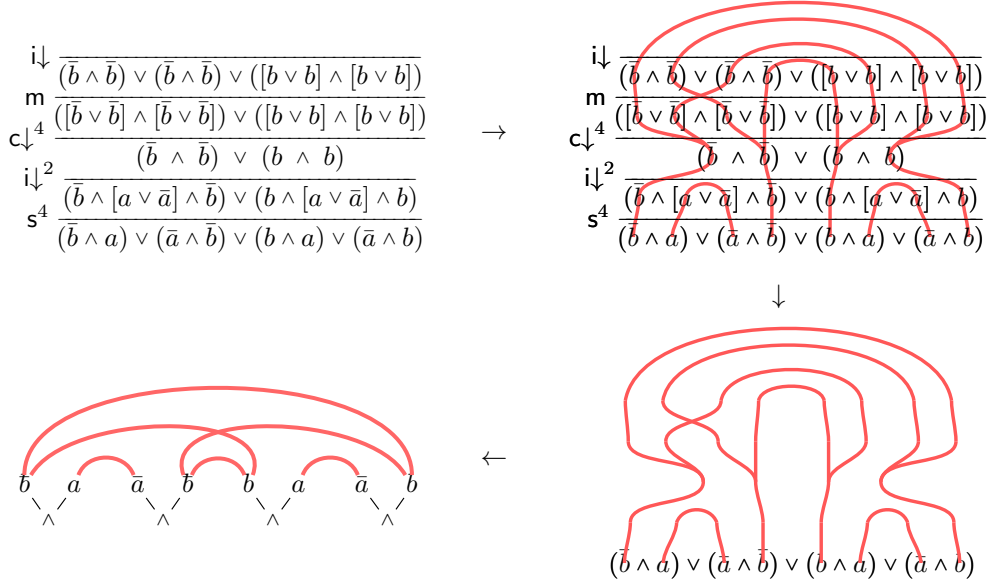 i↓
(b̄ ∧ b̄) ∨ (b̄ ∧ b̄) ∨ ([b ∨ b] ∧ [b ∨ b])
m
([b̄ ∨ b̄] ∧ [b̄ ∨ b̄]) ∨ ([b ∨ b] ∧ [b ∨ b])
c↓⁴
(b̄ ∧ b̄) ∨ (b ∧ b)
i↓²
(b̄ ∧ [a ∨ ā] ∧ b̄) ∨ (b ∧ [a ∨ ā] ∧ b)
s⁴
(b̄ ∧ a) ∨ (ā ∧ b̄) ∨ (b ∧ a) ∨ (ā ∧ b)
→
i↓
(b̄ ∧ b̄) ∨ (b̄ ∧ b̄) ∨ ([b ∨ b] ∧ [b ∨ b])
m
([b̄ ∨ b̄] ∧ [b̄ ∨ b̄]) ∨ ([b ∨ b] ∧ [b ∨ b])
c↓⁴
(b̄ ∧ b̄) ∨ (b ∧ b)
i↓²
(b̄ ∧ [a ∨ ā] ∧ b̄) ∨ (b ∧ [a ∨ ā] ∧ b)
s⁴
(b̄ ∧ a) ∨ (ā ∧ b̄) ∨ (b ∧ a) ∨ (ā ∧ b)
↓
(b̄ ∧ a) ∨ (ā ∧ b̄) ∨ (b ∧ a) ∨ (ā ∧ b)
←
b̄ a ā b̄ b a ā b
∧ ∧ ∧ ∧